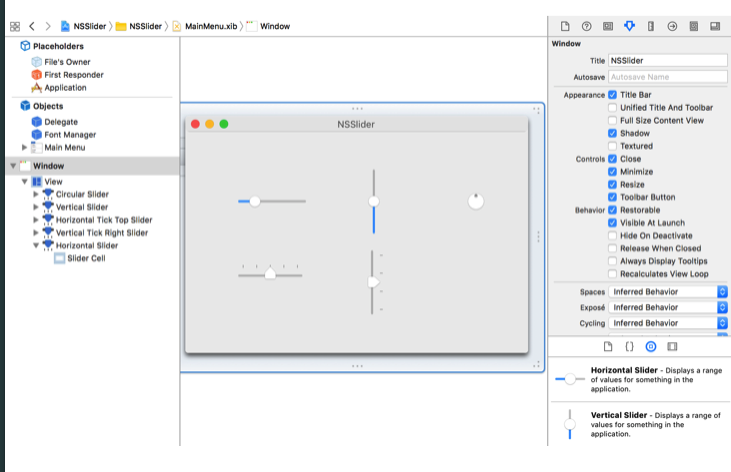 NSSlider NSSlider MainMenu.xib Window
Placeholders
File's Owner
First Responder
Application
Objects
Delegate
Font Manager
Main Menu
Window
View
Circular Slider
Vertical Slider
Horizontal Tick Top Slider
Vertical Tick Right Slider
Horizontal Slider
Slider Cell
NSSlider
Window
Title NSSlider
Autosave Autosave Name
Appearance Title Bar
Unified Title And Toolbar
Full Size Content View
Shadow
Textured
Controls Close
Minimize
Resize
Toolbar Button
Behavior Restorable
Visible At Launch
Hide On Deactivate
Release When Closed
Always Display Tooltips
Recalculates View Loop
Spaces Inferred Behavior
Exposé Inferred Behavior
Cycling Inferred Behavior
Horizontal Slider - Displays a range
of values for something in the
application.
Vertical Slider - Displays a range of
values for something in the
application.